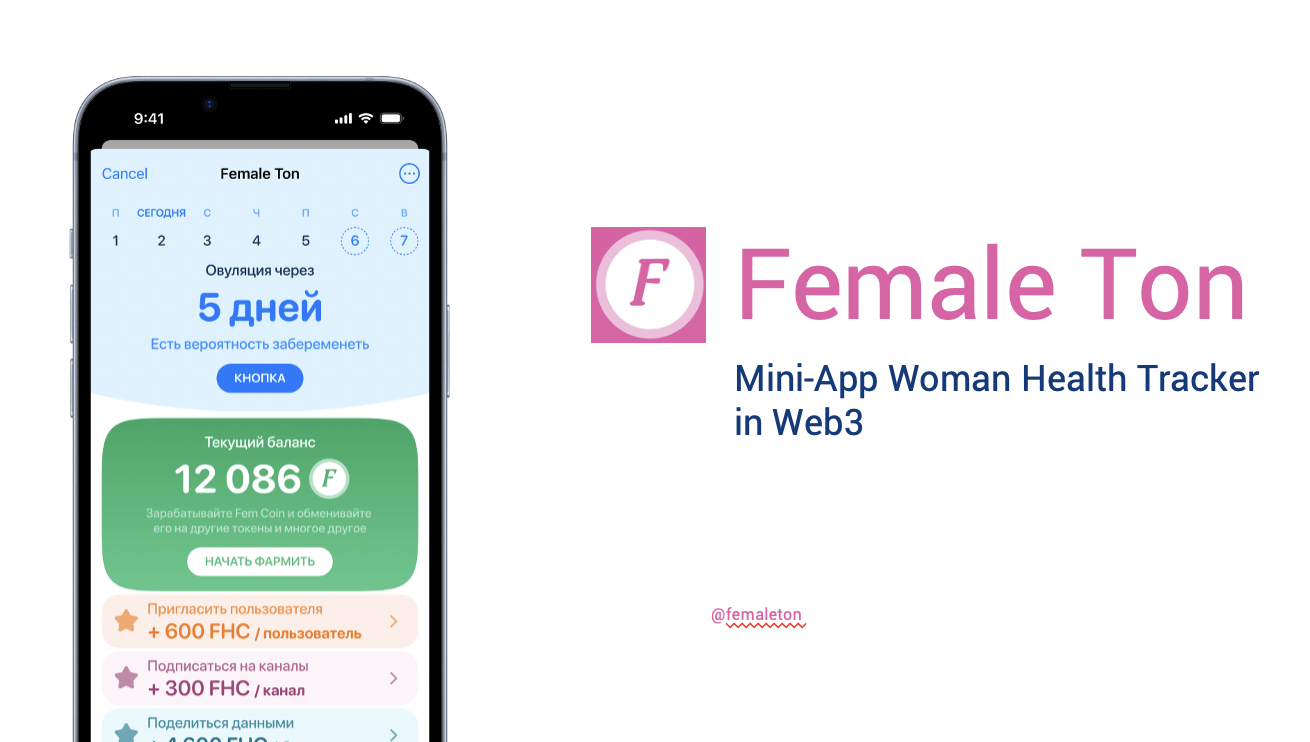 9:41
Cancel
Female Ton
П СЕГОДНЯ С Ч П С В
1 2 3 4 5 6 7
Овуляция через
5 дней
Есть вероятность забеременеть
КНОПКА
Текущий баланс
12 086 F
Зарабатывайте Fem Coin и обменивайте
его на другие токены и многое другое
НАЧАТЬ ФАРМИТЬ
Пригласить пользователя
+ 600 FHC / пользователь
Подписаться на каналы
+ 300 FHC / канал
Поделиться данными
F
Female Ton
Mini-App Woman Health Tracker
in Web3
@femaleton